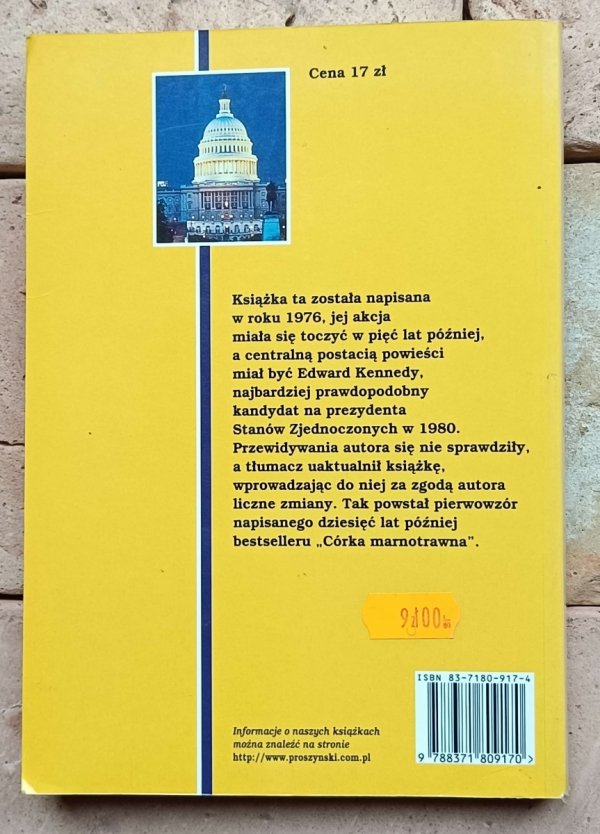 Cena 17 zł
Książka ta została napisana
w roku 1976, jej akcja
miała się toczyć w pięć lat później,
a centralną postacią powieści
miał być Edward Kennedy,
najbardziej prawdopodobny
kandydat na prezydenta
Stanów Zjednoczonych w 1980.
Przewidywania autora się nie sprawdziły,
a tłumacz uaktualnił książkę,
wprowadzając do niej za zgodą autora
liczne zmiany. Tak powstał pierwowzór
napisanego dziesięć lat później
bestselleru „Córka marnotrawna”.
9zł00
ISBN 83-7180-917-4
9 788371 809170 >
Informacje o naszych książkach
można znaleźć na stronie
http://www.proszynski.com.pl